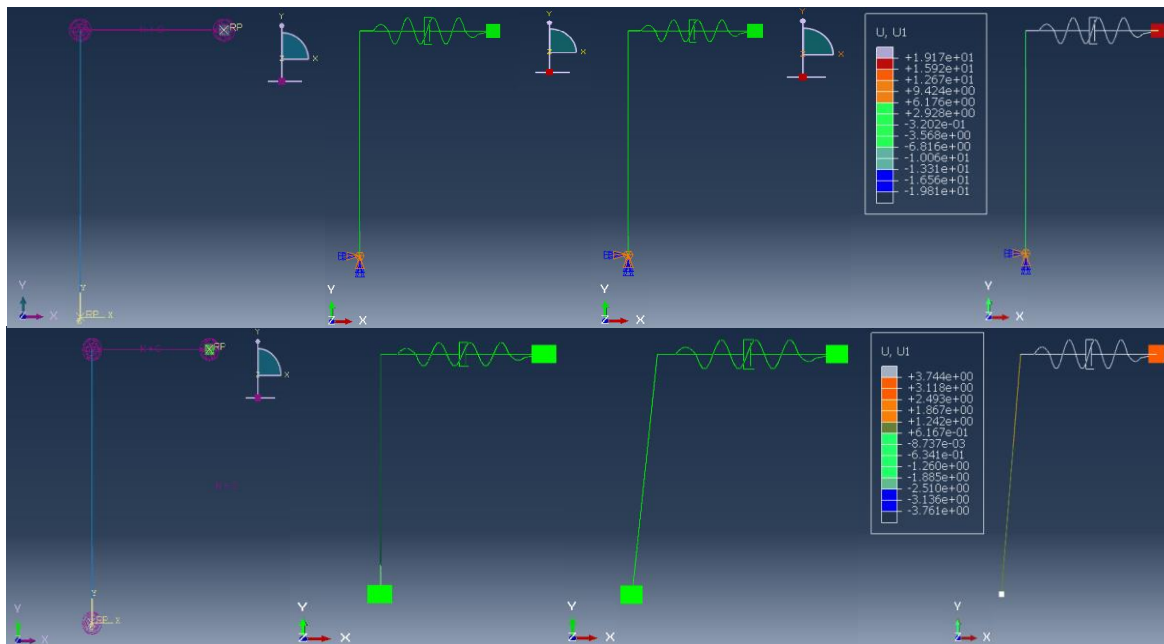 RP
Y
X
Y
X
Y
RP_X
Y
X
Y
X
Y
X
Y
X
U, U1
+1.917e+01
+1.592e+01
+1.267e+01
+9.424e+00
+6.176e+00
+2.928e+00
-3.202e-01
-3.568e+00
-6.816e+00
-1.006e+01
-1.331e+01
-1.656e+01
-1.981e+01
Y
X
RP
Y
X
Y
RP_X
Y
X
Y
X
Y
X
U, U1
+3.744e+00
+3.118e+00
+2.493e+00
+1.867e+00
+1.242e+00
+6.167e-01
-8.737e-03
-6.341e-01
-1.260e+00
-1.885e+00
-2.510e+00
-3.136e+00
-3.761e+00
Y
X